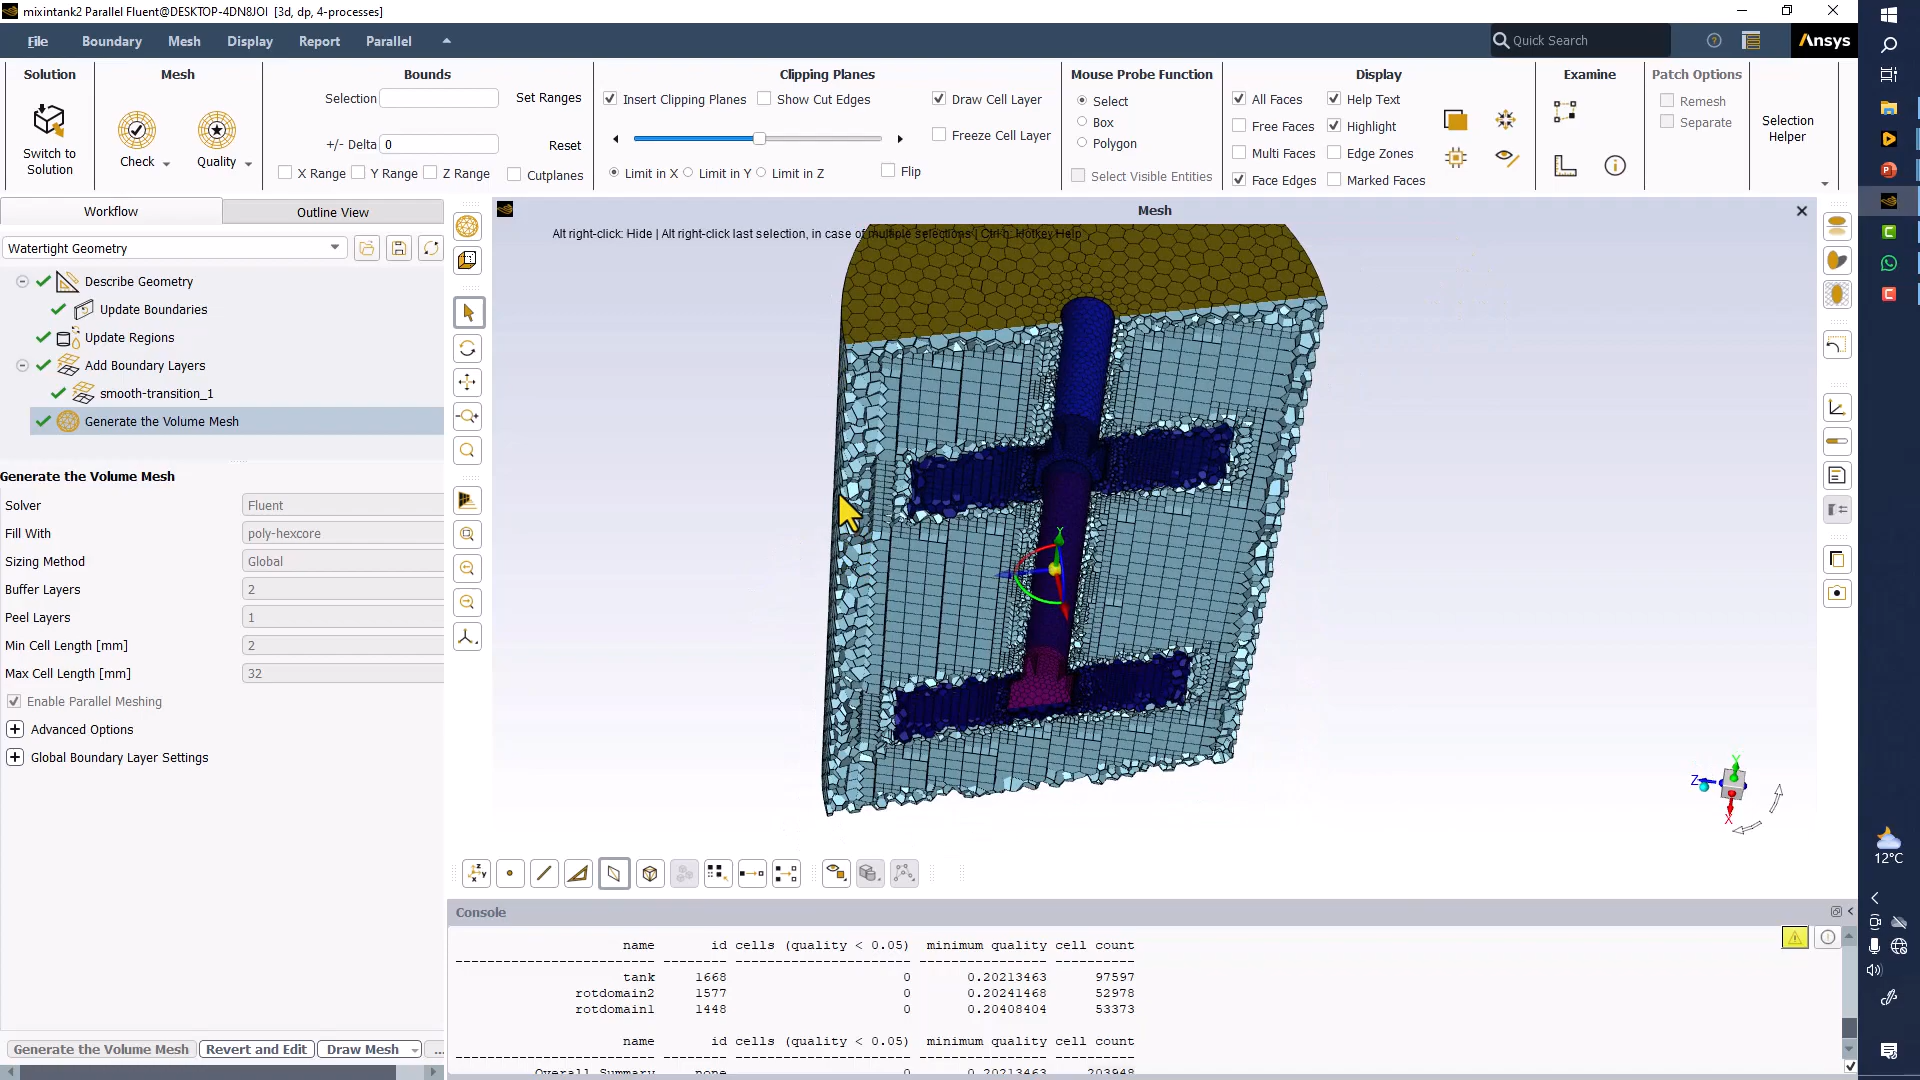 mixintank2 Parallel Fluent@DESKTOP-4DN8JOI [3d, dp, 4-processes]
File Boundary Mesh Display Report Parallel
Quick Search
Ansys
Solution Mesh Bounds Clipping Planes Mouse Probe Function Display Examine Patch Options
Switch to Solution
Check
Quality
Selection
Set Ranges
+/- Delta 0
Reset
X Range Y Range Z Range Cutplanes
Insert Clipping Planes Show Cut Edges Draw Cell Layer
Freeze Cell Layer
Limit in X Limit in Y Limit in Z Flip
Select
Box
Polygon
Select Visible Entities
All Faces Help Text
Free Faces Highlight
Multi Faces Edge Zones
Face Edges Marked Faces
Remesh
Separate
Selection Helper
Workflow Outline View
Watertight Geometry
Describe Geometry
Update Boundaries
Update Regions
Add Boundary Layers
smooth-transition_1
Generate the Volume Mesh
Generate the Volume Mesh
Solver Fluent
Fill With poly-hexcore
Sizing Method Global
Buffer Layers 2
Peel Layers 1
Min Cell Length [mm] 2
Max Cell Length [mm] 32
Enable Parallel Meshing
Advanced Options
Global Boundary Layer Settings
Generate the Volume Mesh Revert and Edit Draw Mesh ...
Mesh
Alt right-click: Hide | Alt right-click last selection, in case of multiple selections | Ctrl h: Hotkey Help
Y
Y
Z
X
Console
name id cells (quality < 0.05) minimum quality cell count
tank 1668 0 0.20213463 97597
rotdomain2 1577 0 0.20241468 52978
rotdomain1 1448 0 0.20408404 53373
name id cells (quality < 0.05) minimum quality cell count
Overall Summary none 0 0.20213463 203948
12°C